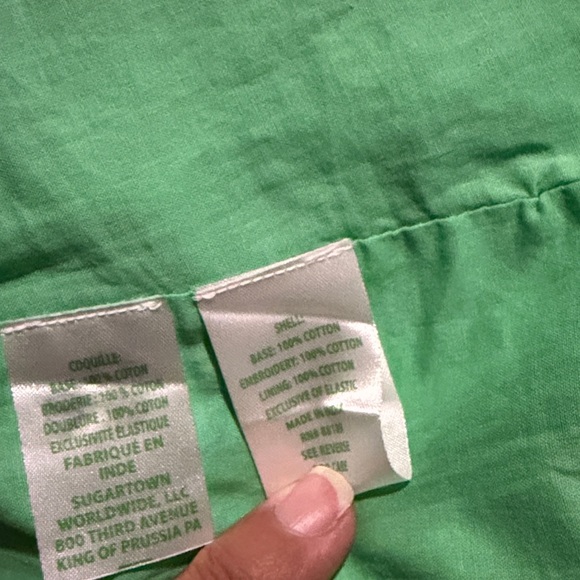 COQUILLE:
BASE: 100% COTON
BRODERIE: 100% COTON
DOUBLURE: 100% COTON
EXCLUSIVITÉ ÉLASTIQUE
FABRIQUÉ EN
INDE
SUGARTOWN
WORLDWIDE, LLC
800 THIRD AVENUE
KING OF PRUSSIA PA
SHELL:
BASE: 100% COTTON
EMBROIDERY: 100% COTTON
LINING: 100% COTTON
EXCLUSIVE OF ELASTIC
MADE IN
SEE REVERSE
CARE